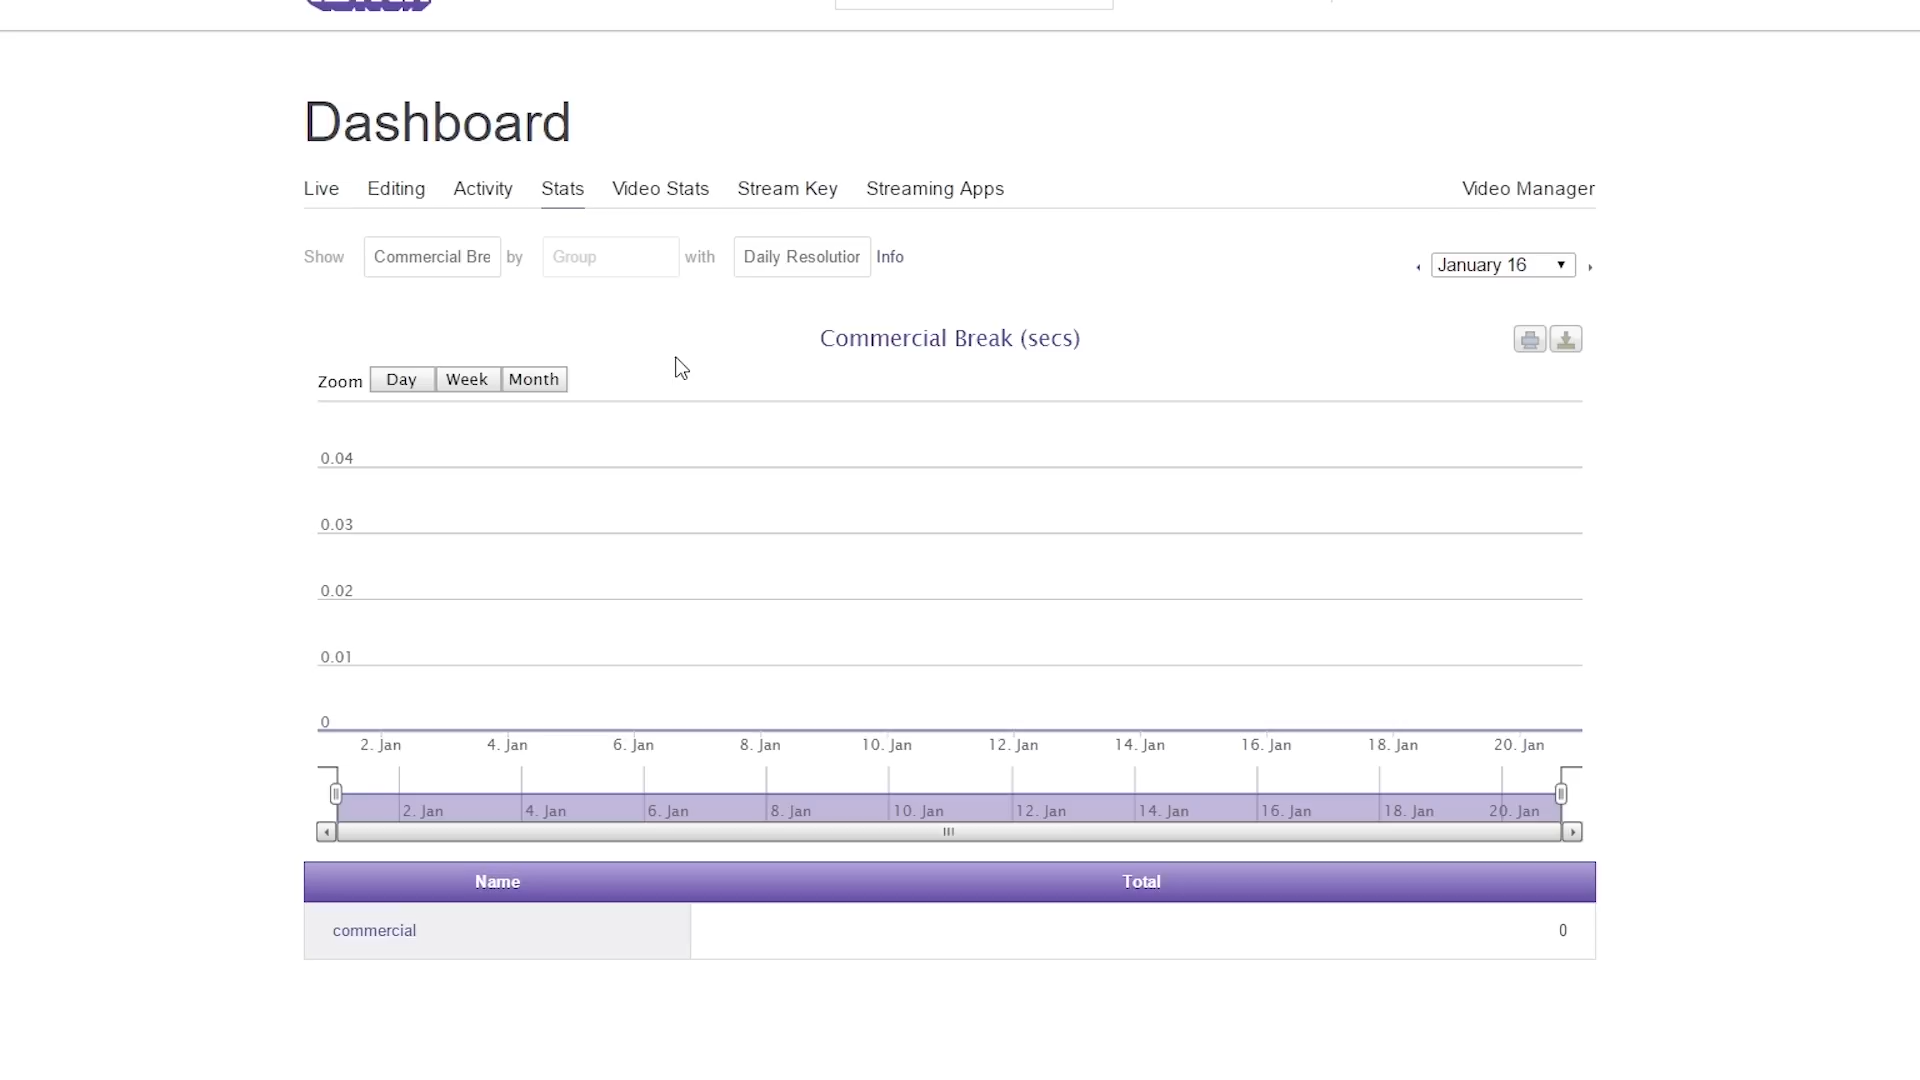 Dashboard
Live Editing Activity Stats Video Stats Stream Key Streaming Apps Video Manager
Show Commercial Bre by Group with Daily Resolution Info January 16
Commercial Break (secs)
Zoom Day Week Month
0.04
0.03
0.02
0.01
0
2. Jan 4. Jan 6. Jan 8. Jan 10. Jan 12. Jan 14. Jan 16. Jan 18. Jan 20. Jan
2. Jan 4. Jan 6. Jan 8. Jan 10. Jan 12. Jan 14. Jan 16. Jan 18. Jan 20. Jan
Name Total
commercial 0